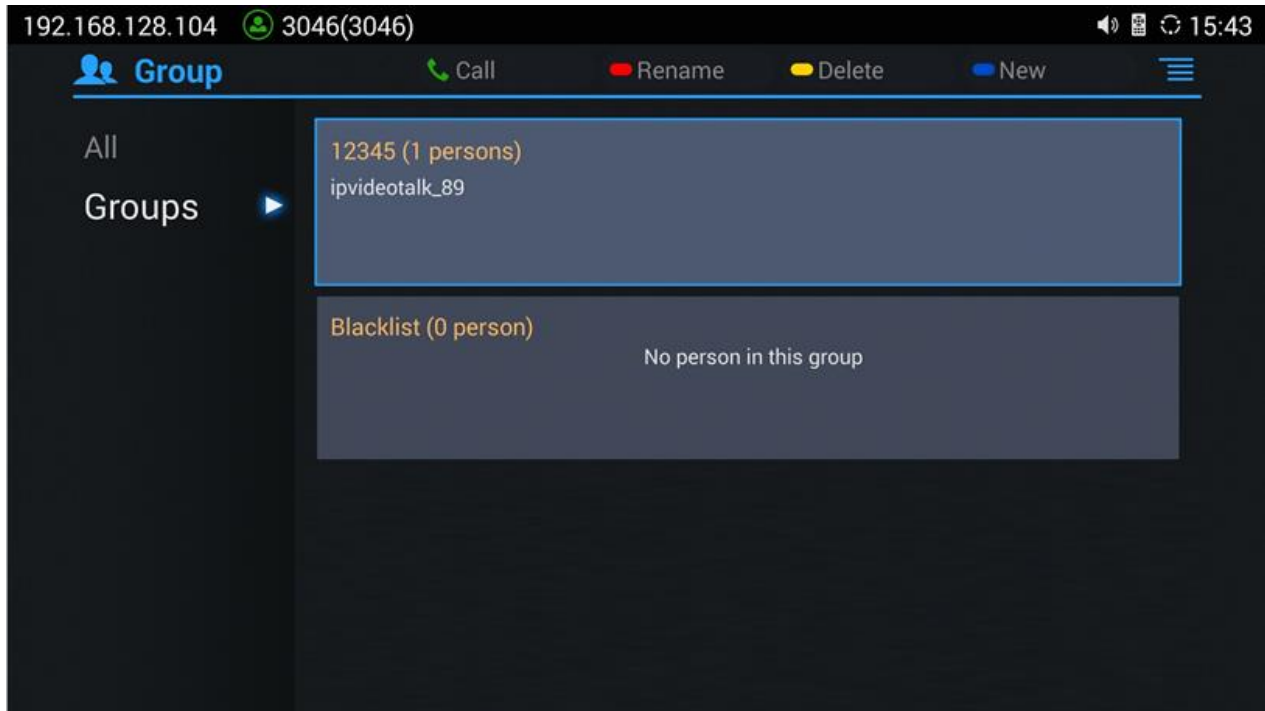 192.168.128.104 3046(3046) 15:43
Group Call Rename Delete New
All
Groups
12345 (1 persons)
ipvideotalk_89
Blacklist (0 person)
No person in this group